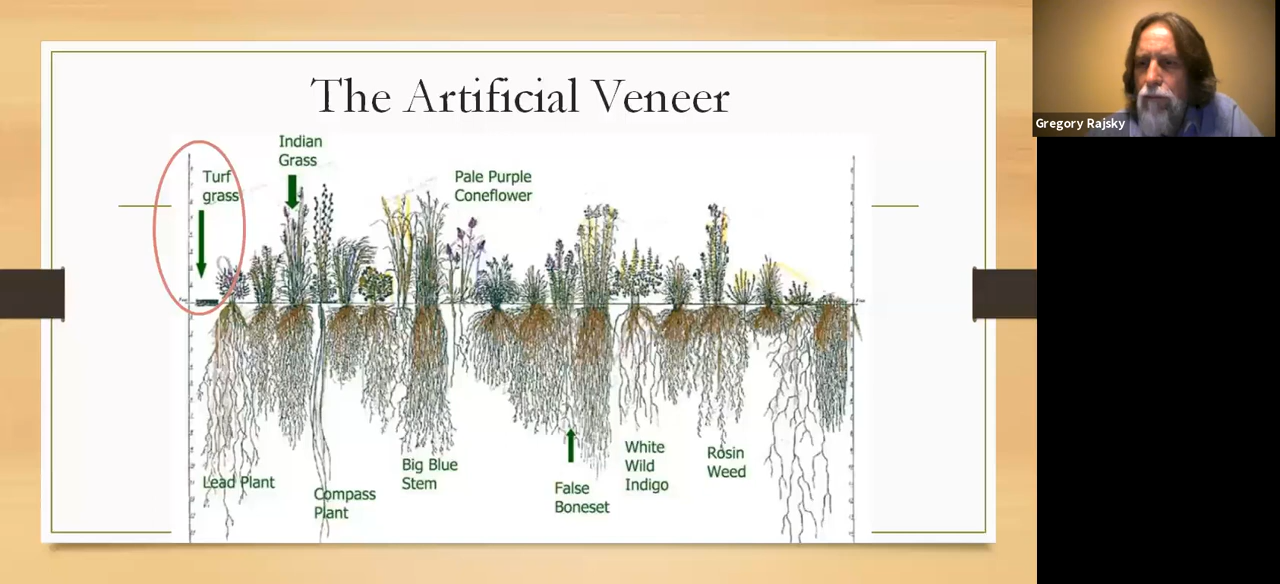 The Artificial Veneer
Gregory Rajsky
Indian
Grass
Turf
grass
Pale Purple
Coneflower
Lead Plant
Compass
Plant
Big Blue
Stem
False
Boneset
White
Wild
Indigo
Rosin
Weed